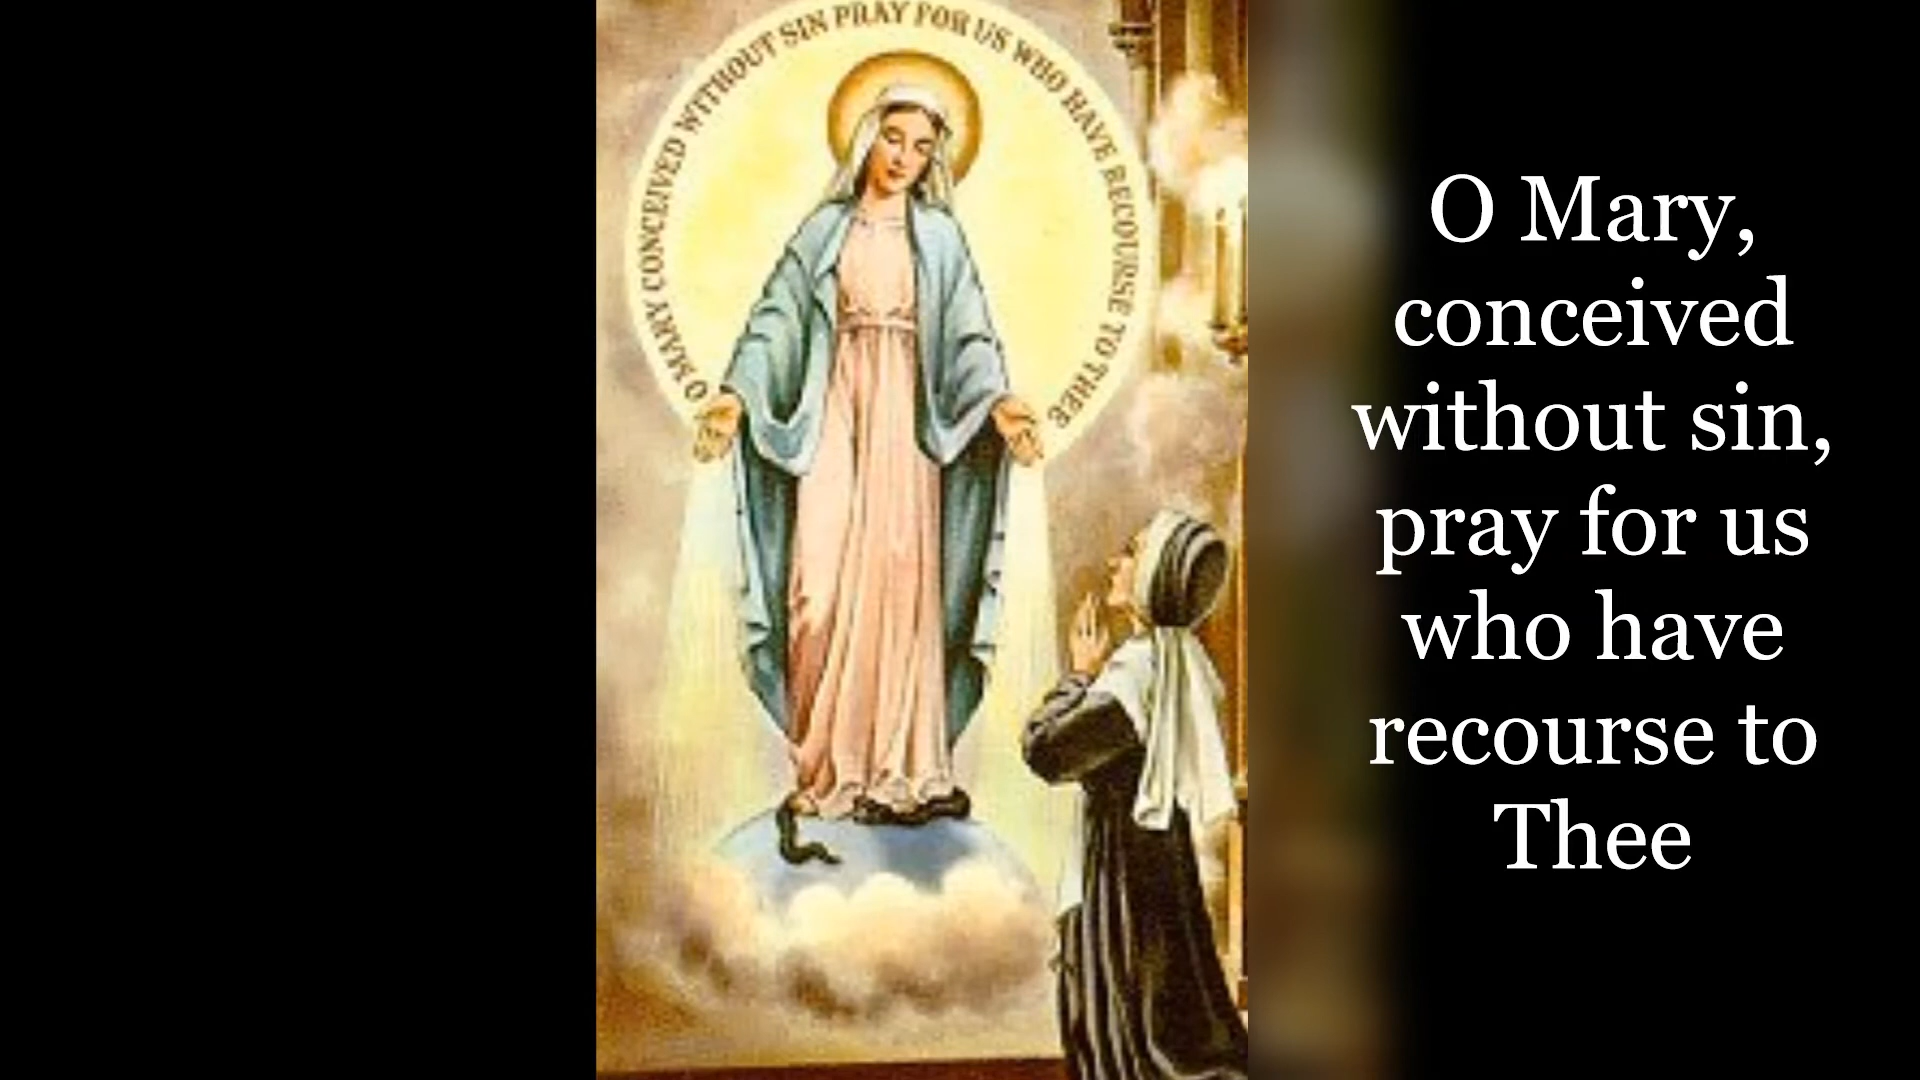 O MARY CONCEIVED WITHOUT SIN PRAY FOR US WHO HAVE RECOURSE TO THEE
O Mary,
conceived
without sin,
pray for us
who have
recourse to
Thee